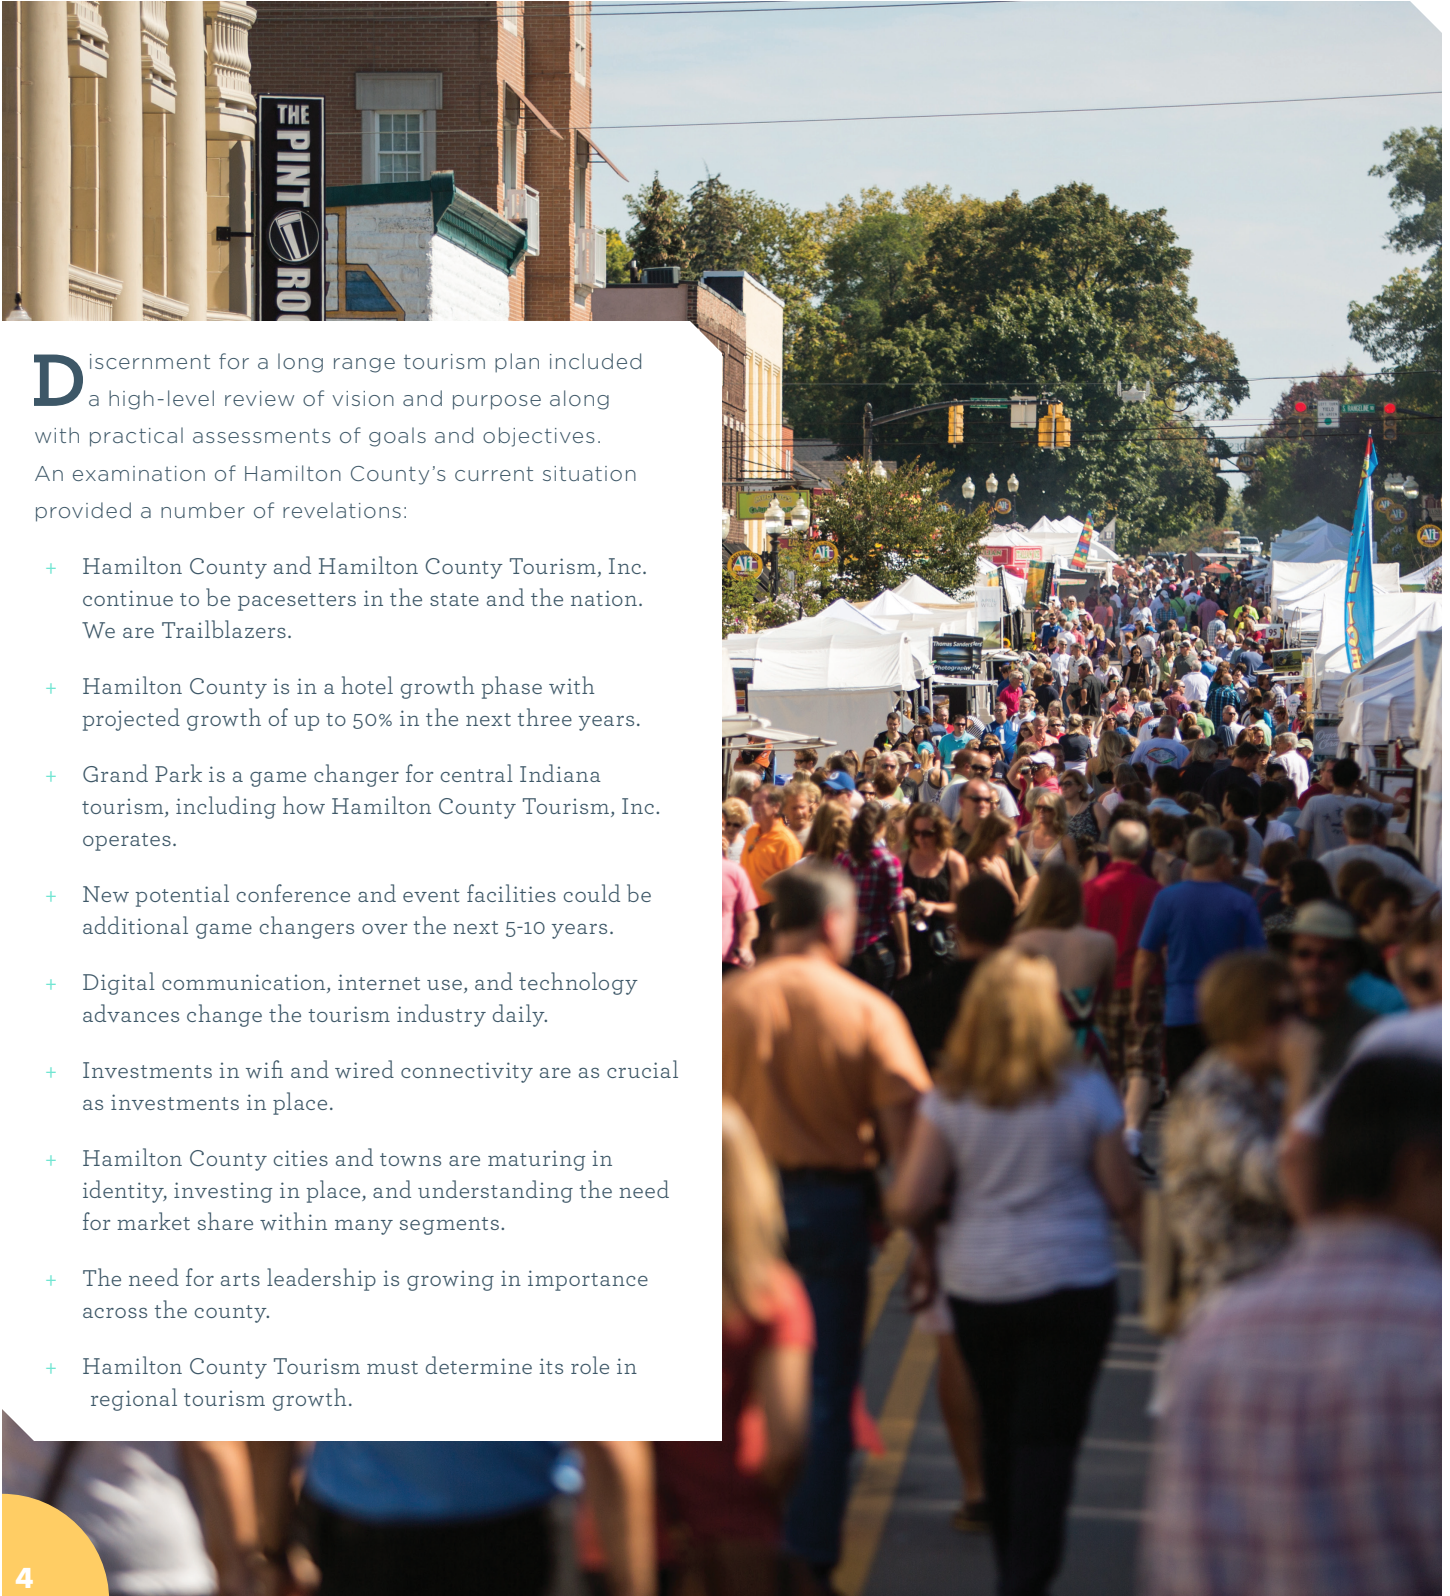 THE
PINT
ROO
Discernment for a long range tourism plan included
a high-level review of vision and purpose along
with practical assessments of goals and objectives.
An examination of Hamilton County's current situation
provided a number of revelations:
+ Hamilton County and Hamilton County Tourism, Inc.
continue to be pacesetters in the state and the nation.
We are Trailblazers.
+ Hamilton County is in a hotel growth phase with
projected growth of up to 50% in the next three years.
+ Grand Park is a game changer for central Indiana
tourism, including how Hamilton County Tourism, Inc.
operates.
+ New potential conference and event facilities could be
additional game changers over the next 5-10 years.
+ Digital communication, internet use, and technology
advances change the tourism industry daily.
+ Investments in wifi and wired connectivity are as crucial
as investments in place.
+ Hamilton County cities and towns are maturing in
identity, investing in place, and understanding the need
for market share within many segments.
+ The need for arts leadership is growing in importance
across the county.
+ Hamilton County Tourism must determine its role in
regional tourism growth.
YIELD
Art
Art
Art
95
Thomas Sanders
Photography
4